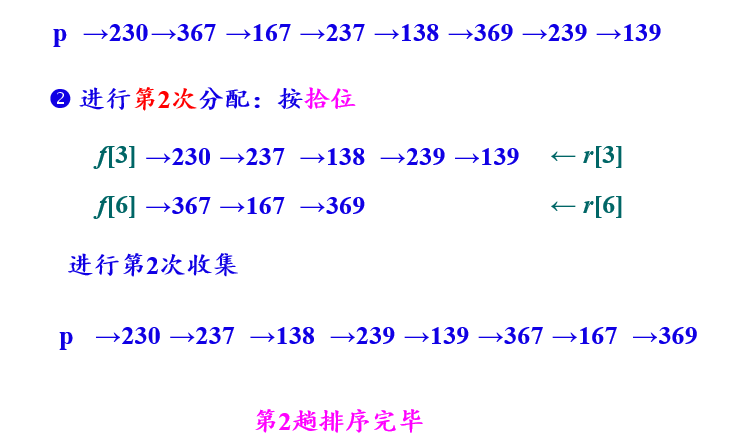 p →230→367 →167 →237 →138 →369 →239 →139
❷ 进行第2次分配：按拾位
f[3] →230 →237 →138 →239 →139 ← r[3]
f[6] →367 →167 →369 ← r[6]
进行第2次收集
p →230 →237 →138 →239 →139 →367 →167 →369
第2趟排序完毕